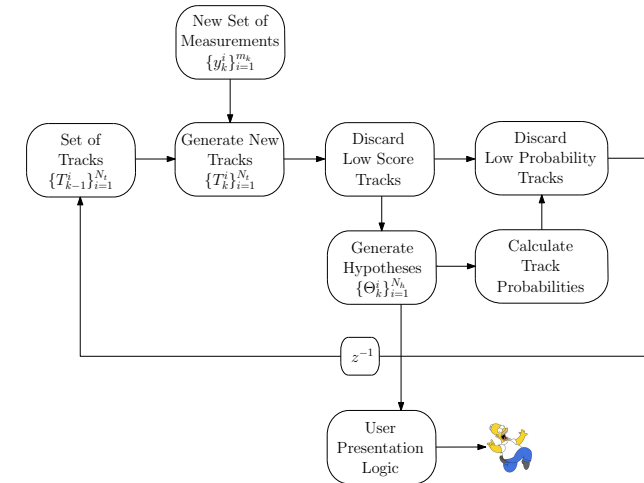 New Set of
Measurements
$\{y_k^i\}_{i=1}^{m_k}$
Set of
Tracks
$\{T_{k-1}^i\}_{i=1}^{N_t}$
Generate New
Tracks
$\{T_k^i\}_{i=1}^{N_t}$
Discard
Low Score
Tracks
Discard
Low Probability
Tracks
Generate
Hypotheses
$\{\Theta_k^i\}_{i=1}^{N_h}$
Calculate
Track
Probabilities
$z^{-1}$
User
Presentation
Logic